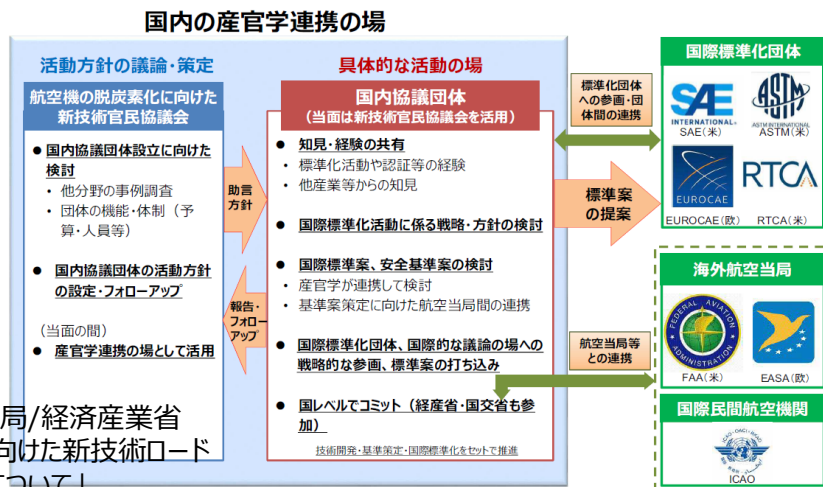 国内の産官学連携の場
活動方針の議論･策定
航空機の脱炭素化に向けた
新技術官民協議会
● 国内協議団体設立に向けた
検討
• 他分野の事例調査
• 団体の機能･体制（予
算･人員等）
● 国内協議団体の活動方針
の設定･フォローアップ
（当面の間）
● 産官学連携の場として活用
助言
方針
報告･
フォロー
アップ
具体的な活動の場
国内協議団体
（当面は新技術官民協議会を活用）
● 知見･経験の共有
• 標準化活動や認証等の経験
• 他産業等からの知見
● 国際標準化活動に係る戦略･方針の検討
● 国際標準案、安全基準案の検討
• 産官学が連携して検討
• 基準案策定に向けた航空当局間の連携
● 国際標準化団体、国際的な議論の場への
戦略的な参画、標準案の打ち込み
● 国レベルでコミット（経産省･国交省も参
加）
技術開発･基準策定･国際標準化をセットで推進
標準化団体
への参画･団
体間の連携
標準案
の提案
航空当局等
との連携
国際標準化団体
SAE
INTERNATIONAL
SAE(米)
ASTM
ASTM INTERNATIONAL
ASTM(米)
EUROCAE
EUROCAE(欧)
RTCA
RTCA(米)
海外航空当局
FEDERAL AVIATION
ADMINISTRATION
FAA(米)
EASA(欧)
国際民間航空機関
ICAO
局/経済産業省
向けた新技術ロード
ついて」